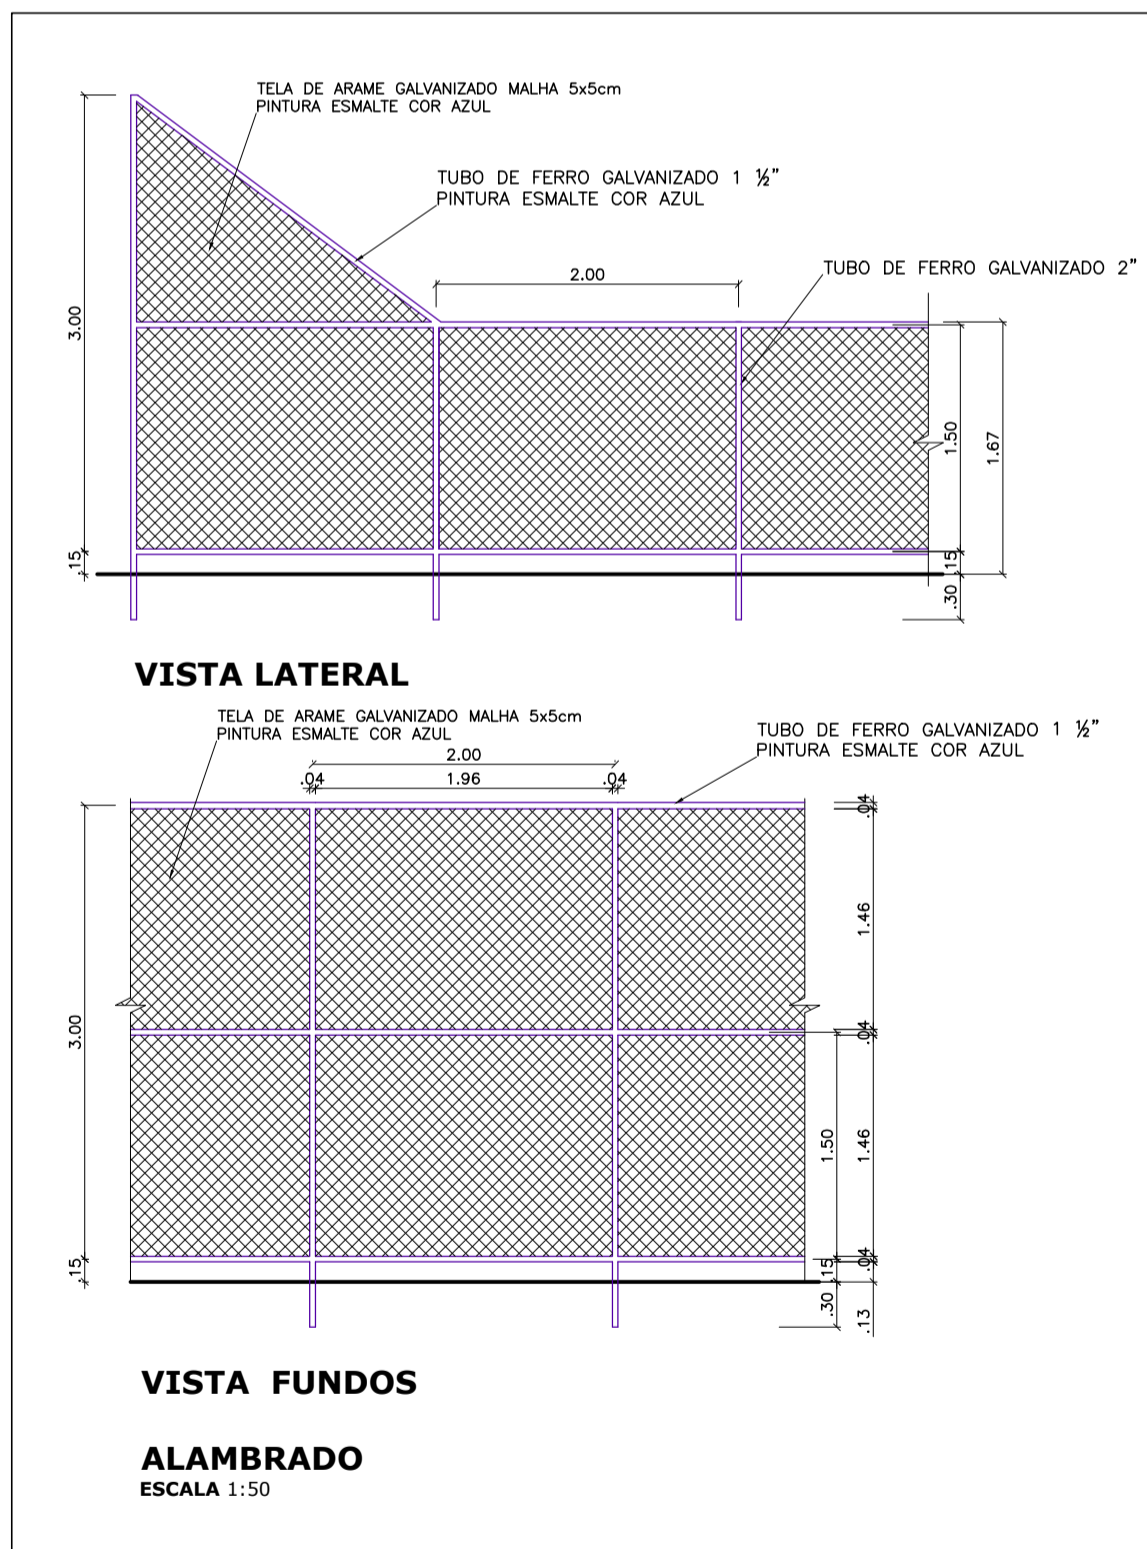 TELA DE ARAME GALVANIZADO MALHA 5x5cm
PINTURA ESMALTE COR AZUL
TUBO DE FERRO GALVANIZADO 1 ½"
PINTURA ESMALTE COR AZUL
2.00
TUBO DE FERRO GALVANIZADO 2"
3.00
1.50
1.67
.15
.15
.30
VISTA LATERAL
TELA DE ARAME GALVANIZADO MALHA 5x5cm
PINTURA ESMALTE COR AZUL
TUBO DE FERRO GALVANIZADO 1 ½"
PINTURA ESMALTE COR AZUL
2.00
.04
1.96
.04
.04
1.46
3.00
.04
1.50
1.46
.04
.15
.15
.30
.13
VISTA FUNDOS
ALAMBRADO
ESCALA 1:50